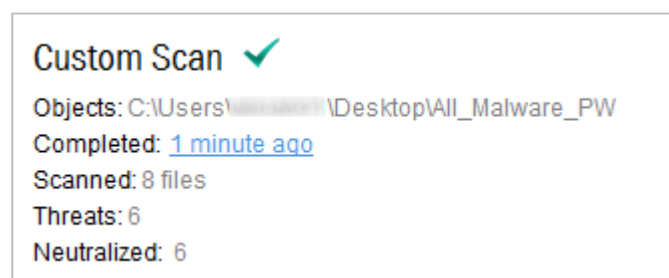 Custom Scan
Objects: C:\Users\ \Desktop\All_Malware_PW
Completed: 1 minute ago
Scanned: 8 files
Threats: 6
Neutralized: 6